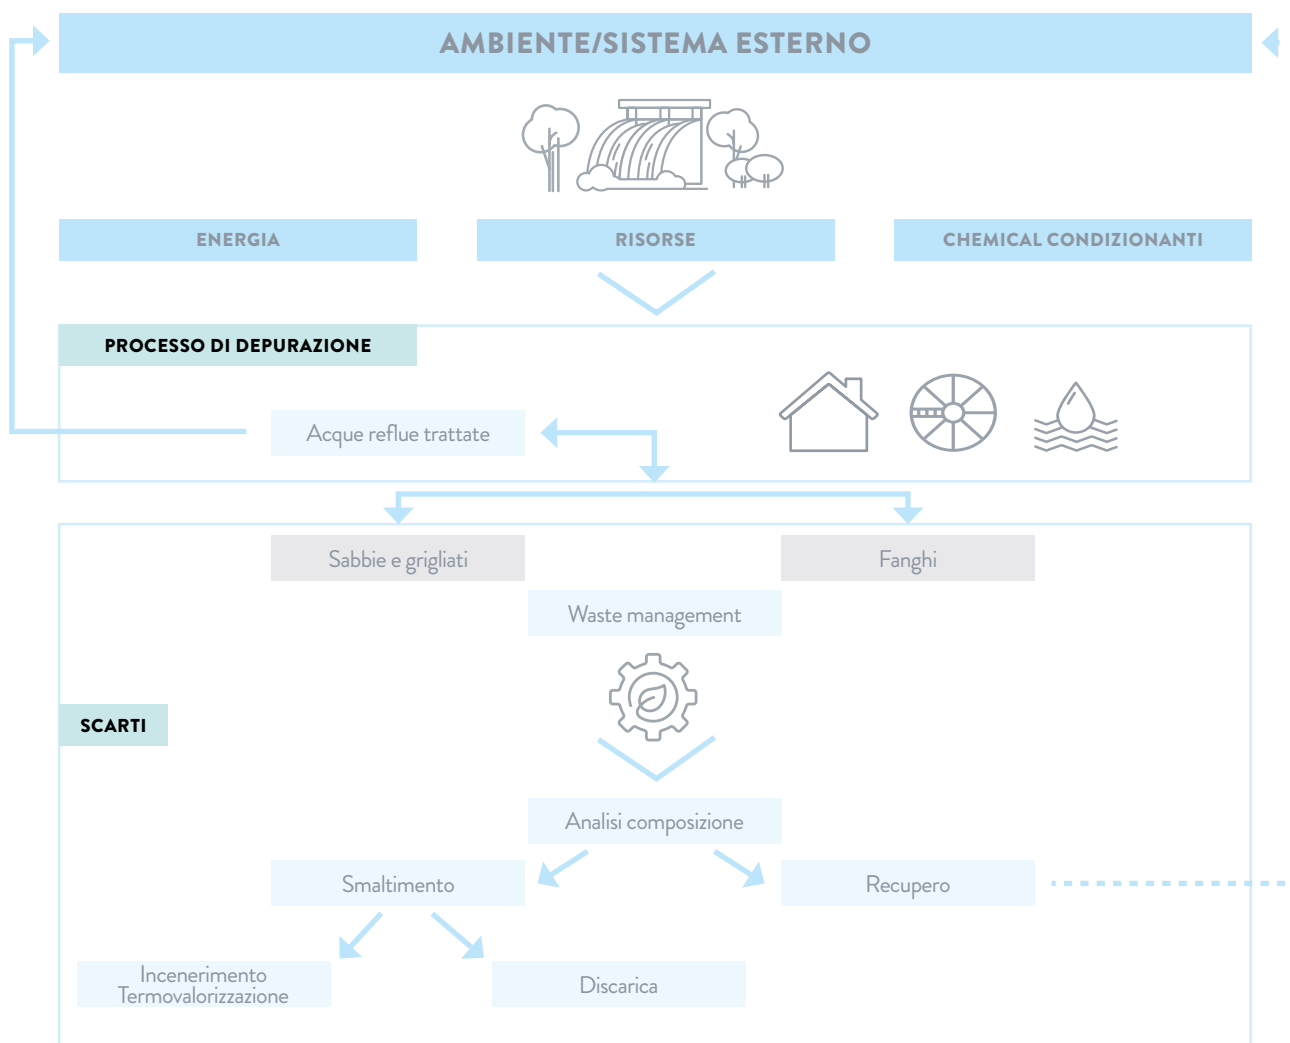 AMBIENTE/SISTEMA ESTERNO
ENERGIA
RISORSE
CHEMICAL CONDIZIONANTI
PROCESSO DI DEPURAZIONE
Acque reflue trattate
Sabbie e grigliati
Fanghi
Waste management
SCARTI
Analisi composizione
Smaltimento
Recupero
Incenerimento
Termovalorizzazione
Discarica